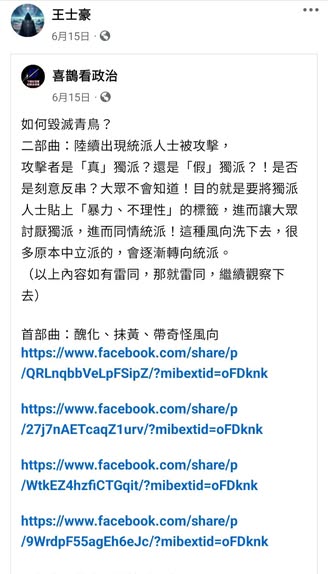 王士豪
6月15日 ·
喜鵲看政治
6月15日 ·
如何毀滅青鳥？
二部曲：陸續出現統派人士被攻擊，
攻擊者是「真」獨派？還是「假」獨派？！是否
是刻意反串？大眾不會知道！目的就是要將獨派
人士貼上「暴力、不理性」的標籤，進而讓大眾
討厭獨派，進而同情統派！這種風向洗下去，很
多原本中立派的，會逐漸轉向統派。
（以上內容如有雷同，那就雷同，繼續觀察下
去）
首部曲：醜化、抹黃、帶奇怪風向
https://www.facebook.com/share/p
/QRLnqbbVeLpFSipZ/?mibextid=oFDknk
https://www.facebook.com/share/p
/27j7nAETcaqZ1urv/?mibextid=oFDknk
https://www.facebook.com/share/p
/WtkEZ4hzfiCTGqit/?mibextid=oFDknk
https://www.facebook.com/share/p
/9WrdpF55agEh6eJc/?mibextid=oFDknk